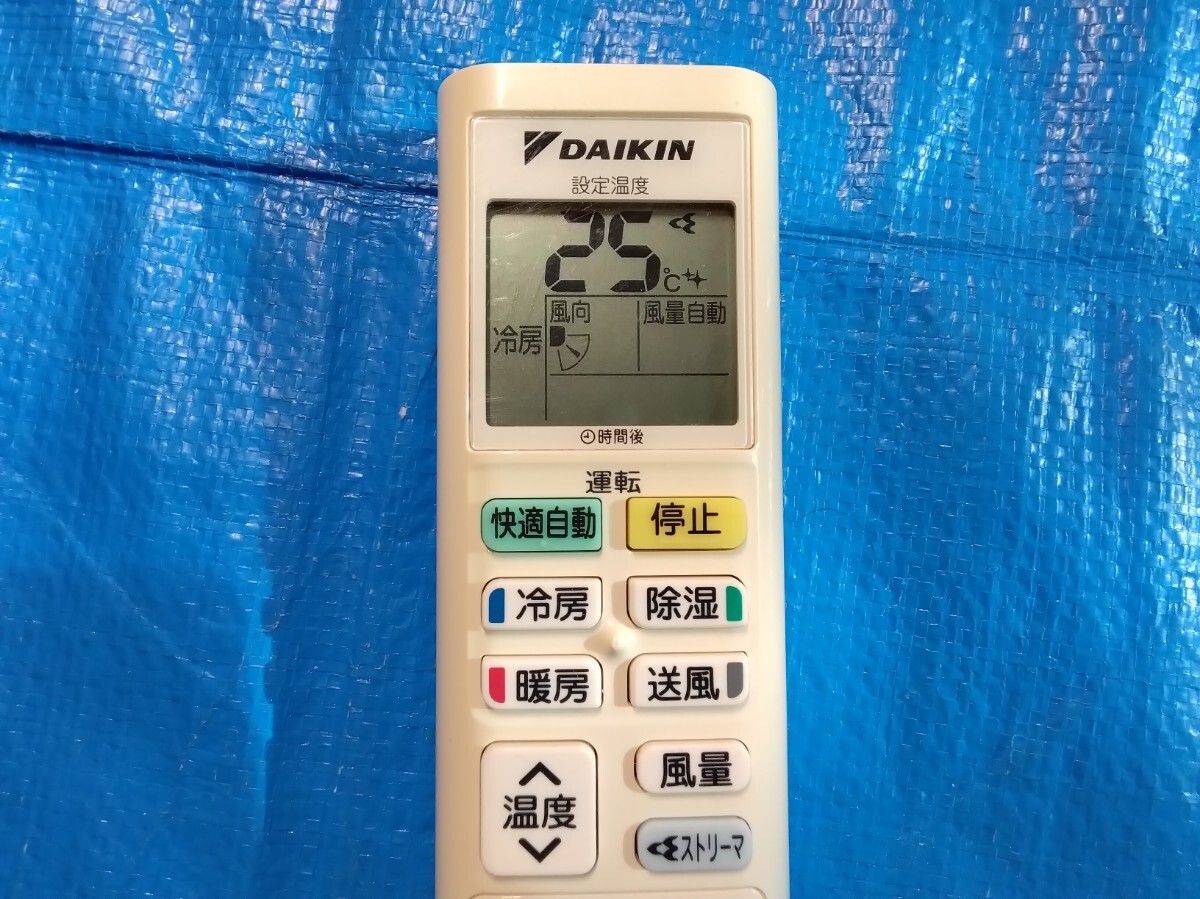 DAIKIN
設定温度
25℃
風向 風量自動
冷房
時間後
運転
快適自動 停止
冷房 除湿
暖房 送風
風量
温度
ストリーマ